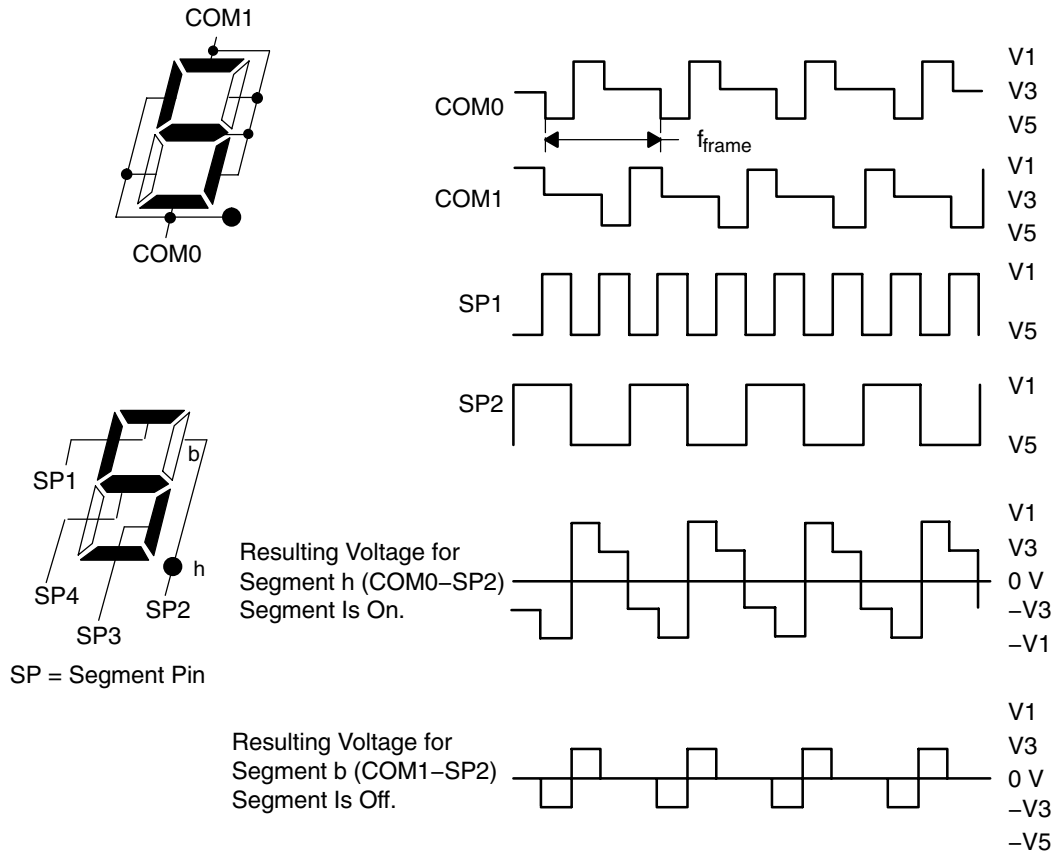 COM1
COM0
COM0
V1
V3
V5
f frame
COM1
V1
V3
V5
SP1
V1
V5
SP2
V1
V5
b
SP1
h
SP4
SP2
SP3
SP = Segment Pin
Resulting Voltage for
Segment h (COM0−SP2)
Segment Is On.
V1
V3
0 V
−V3
−V1
Resulting Voltage for
Segment b (COM1−SP2)
Segment Is Off.
V1
V3
0 V
−V3
−V5